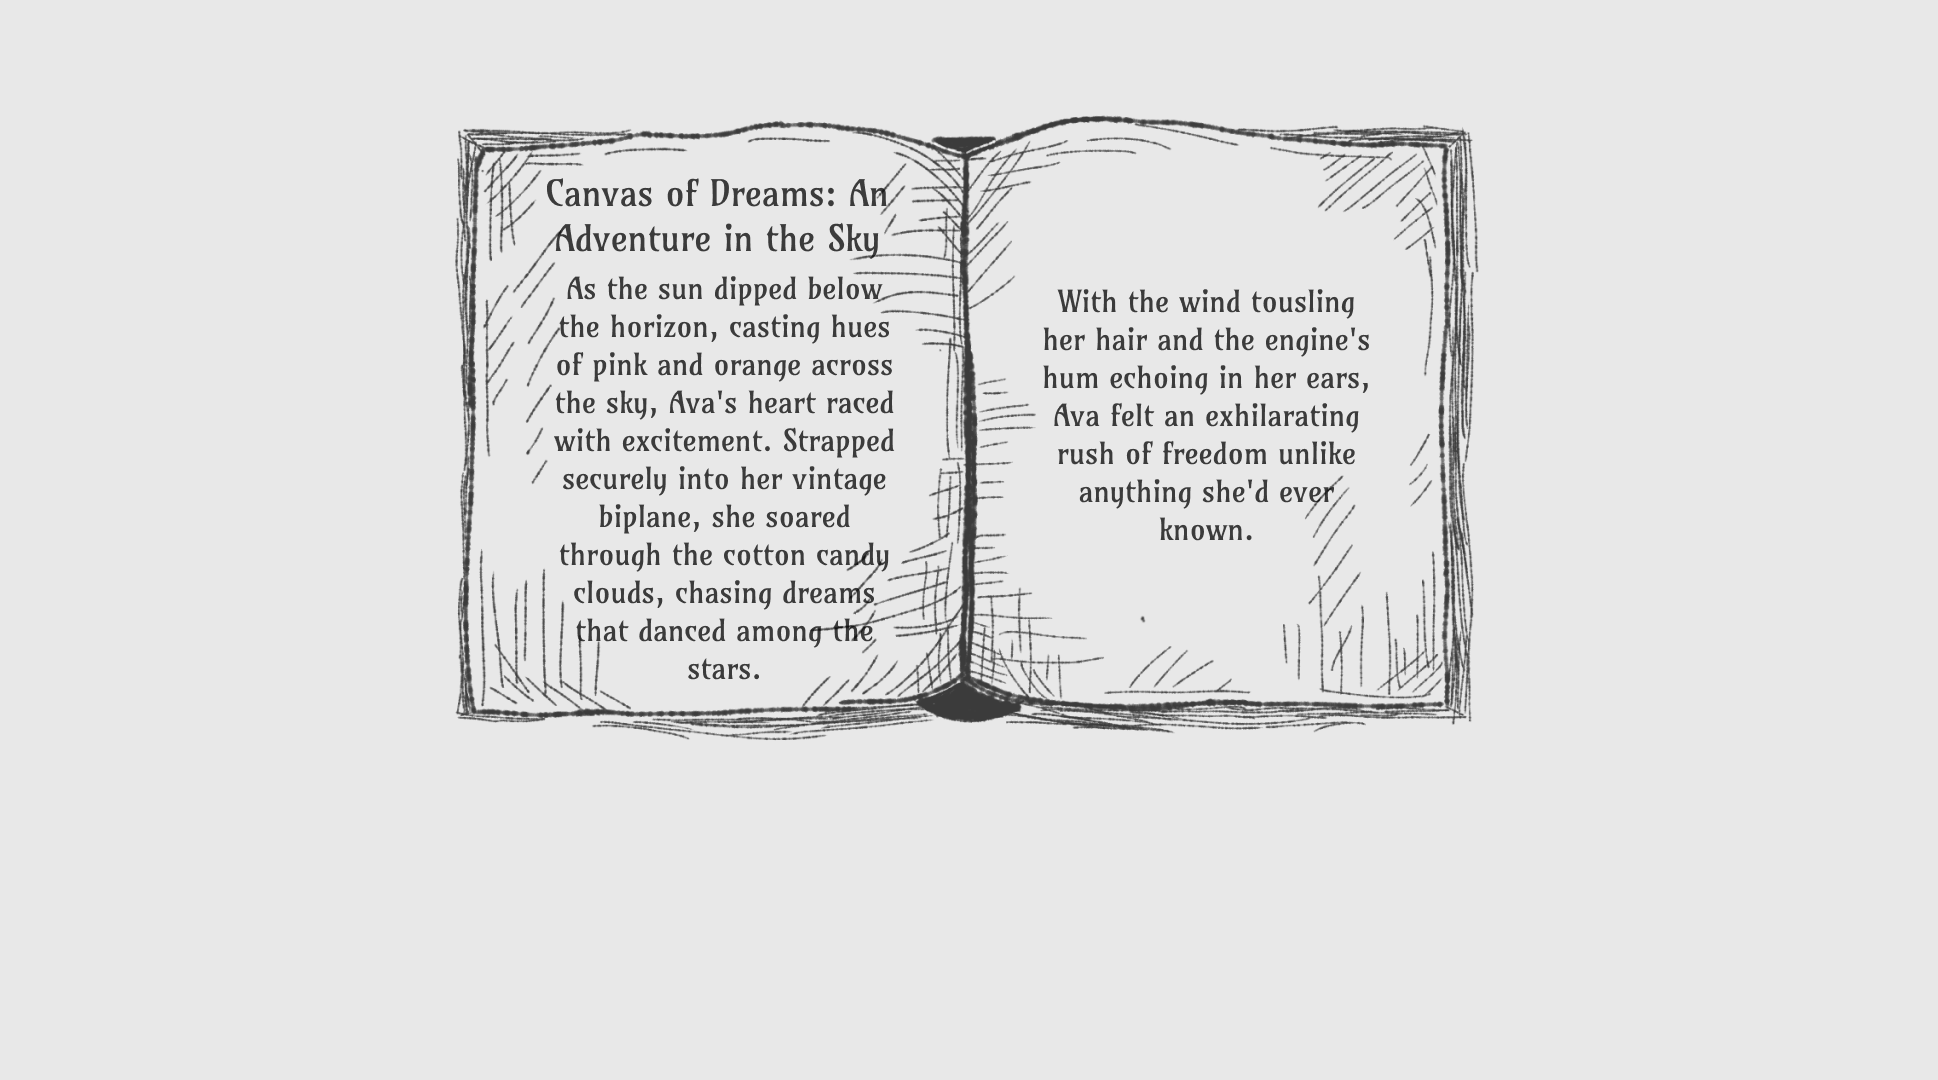 Canvas of Dreams: An
Adventure in the Sky
As the sun dipped below
the horizon, casting hues
of pink and orange across
the sky, Ava's heart raced
with excitement. Strapped
securely into her vintage
biplane, she soared
through the cotton candy
clouds, chasing dreams
that danced among the
stars.
With the wind tousling
her hair and the engine's
hum echoing in her ears,
Ava felt an exhilarating
rush of freedom unlike
anything she'd ever
known.